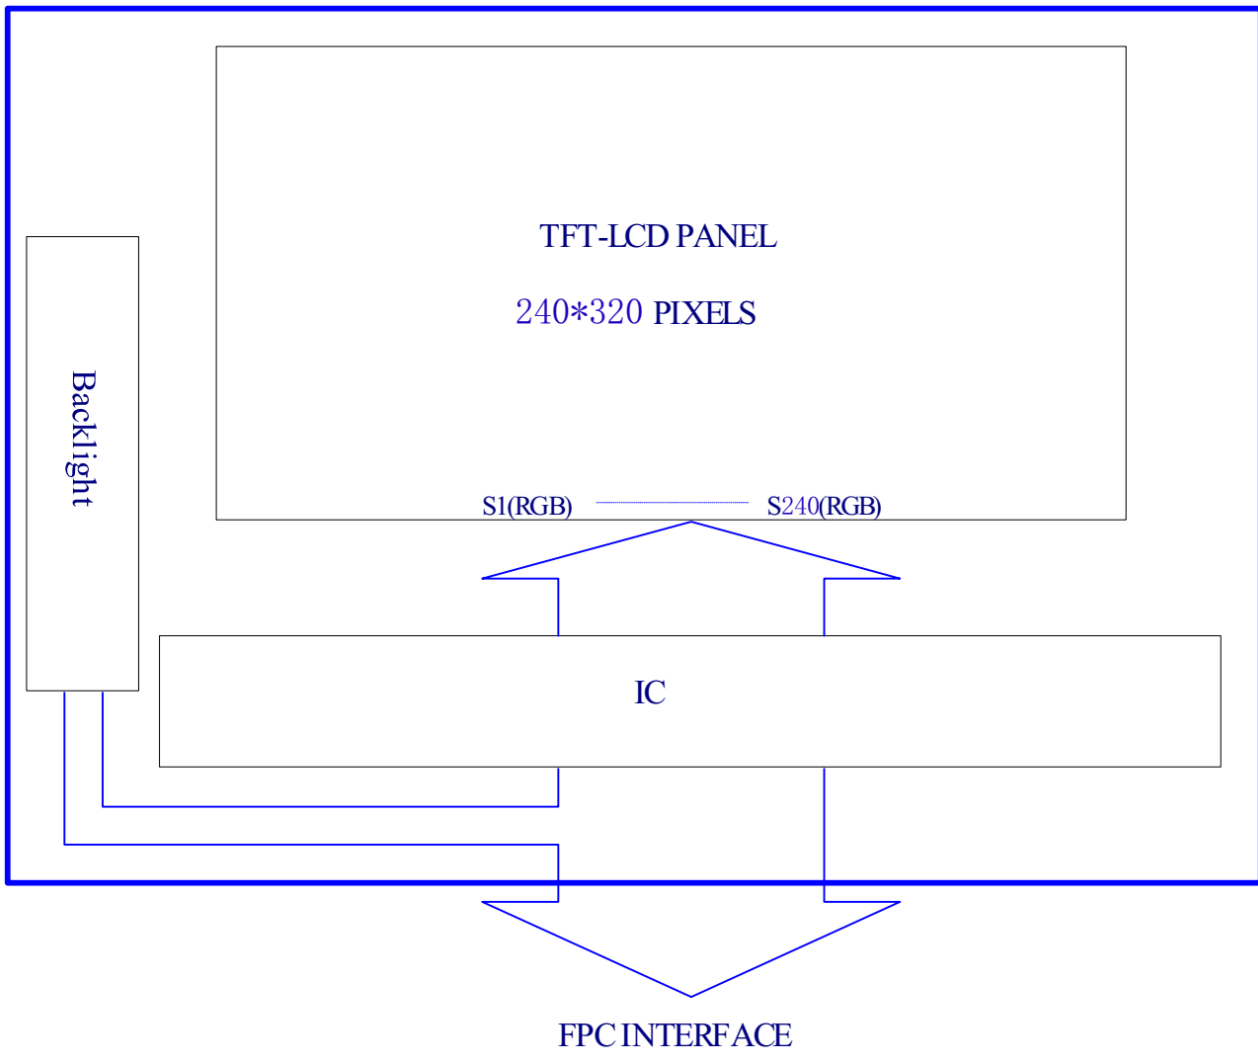 TFT-LCD PANEL
240*320 PIXELS
Backlight
S1(RGB) S240(RGB)
IC
FPC INTERFACE